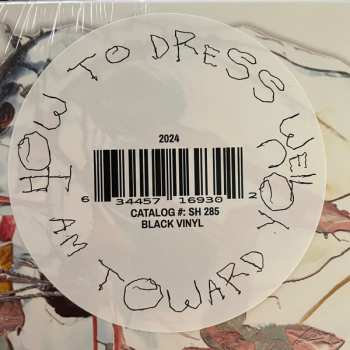 HOW TO DRESS WELL
I AM TOWARD YOU
2024
6 34457 16930 2
CATALOG #: SH 285
BLACK VINYL